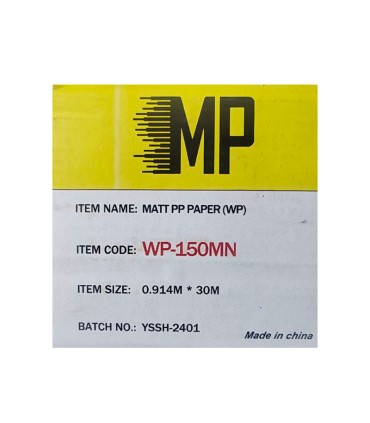 MP
ITEM NAME: MATT PP PAPER (WP)
ITEM CODE: WP-150MN
ITEM SIZE: 0.914M * 30M
BATCH NO.: YSSH-2401
Made in china